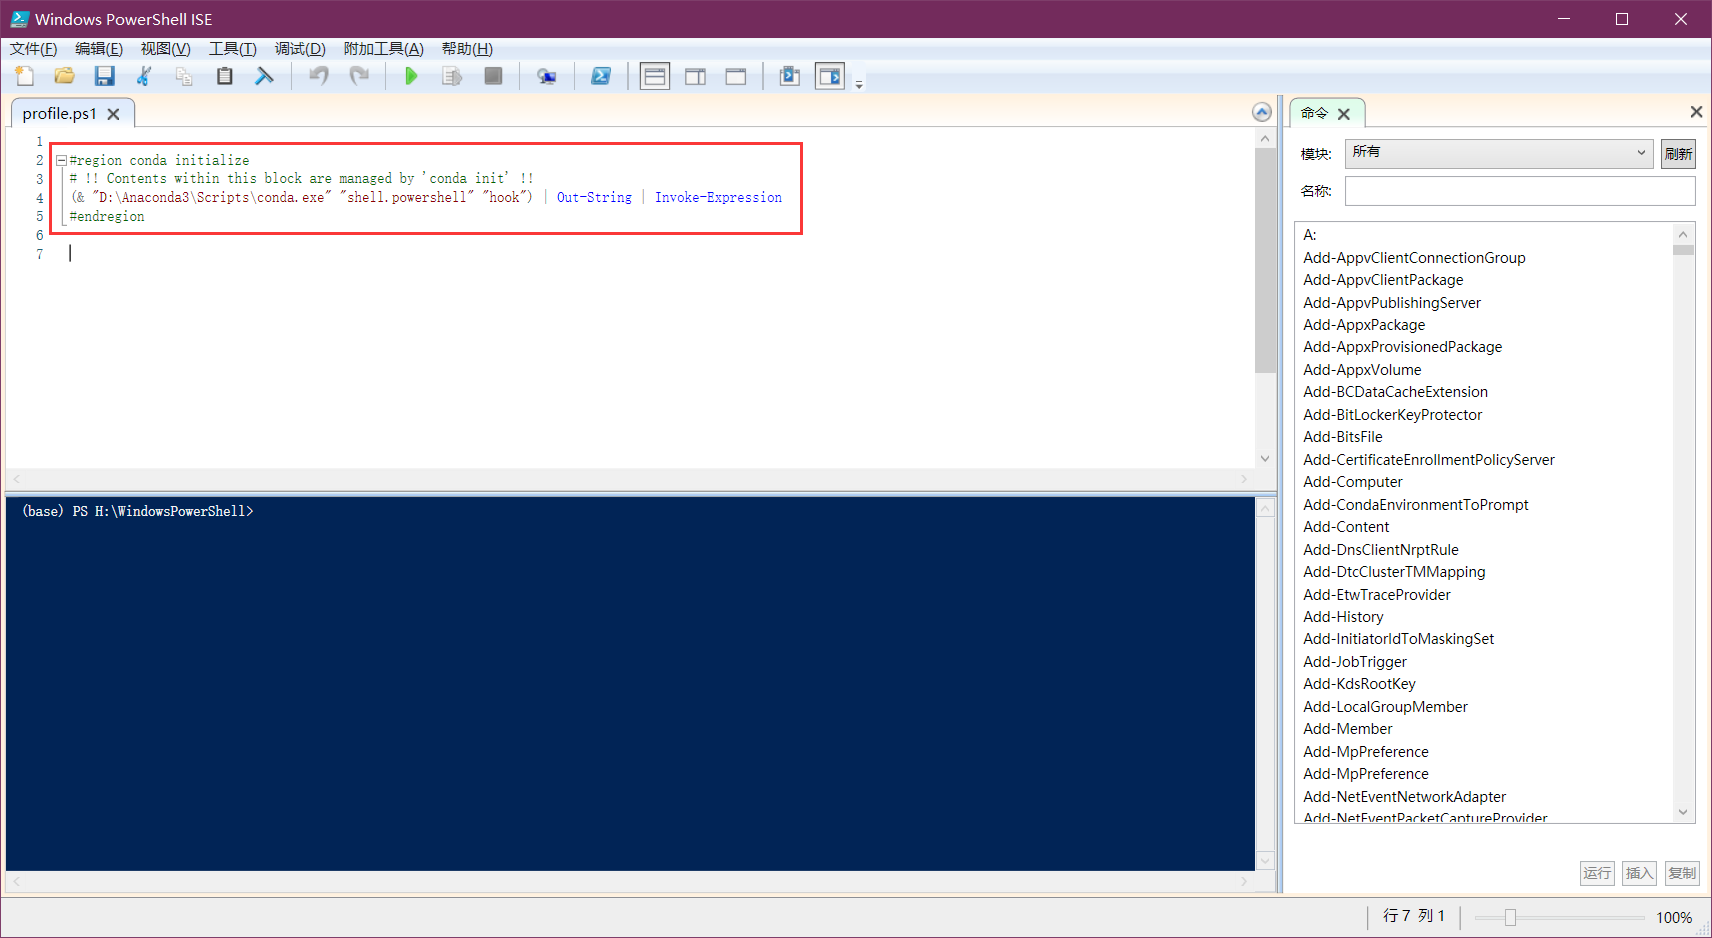 Windows PowerShell ISE
文件(F) 编辑(E) 视图(V) 工具(T) 调试(D) 附加工具(A) 帮助(H)
profile.ps1
1
2 #region conda initialize
3 # !! Contents within this block are managed by 'conda init' !!
4 (& "D:\Anaconda3\Scripts\conda.exe" "shell.powershell" "hook") | Out-String | Invoke-Expression
5 #endregion
6
7
(base) PS H:\WindowsPowerShell>
命令
模块: 所有 刷新
名称:
A:
Add-AppvClientConnectionGroup
Add-AppvClientPackage
Add-AppvPublishingServer
Add-AppxPackage
Add-AppxProvisionedPackage
Add-AppxVolume
Add-BCDataCacheExtension
Add-BitLockerKeyProtector
Add-BitsFile
Add-CertificateEnrollmentPolicyServer
Add-Computer
Add-CondaEnvironmentToPrompt
Add-Content
Add-DnsClientNrptRule
Add-DtcClusterTMMapping
Add-EtwTraceProvider
Add-History
Add-InitiatorIdToMaskingSet
Add-JobTrigger
Add-KdsRootKey
Add-LocalGroupMember
Add-Member
Add-MpPreference
Add-MpPreference
Add-NetEventNetworkAdapter
Add-NetEventPacketCaptureProvider
运行 插入 复制
行 7 列 1 100%